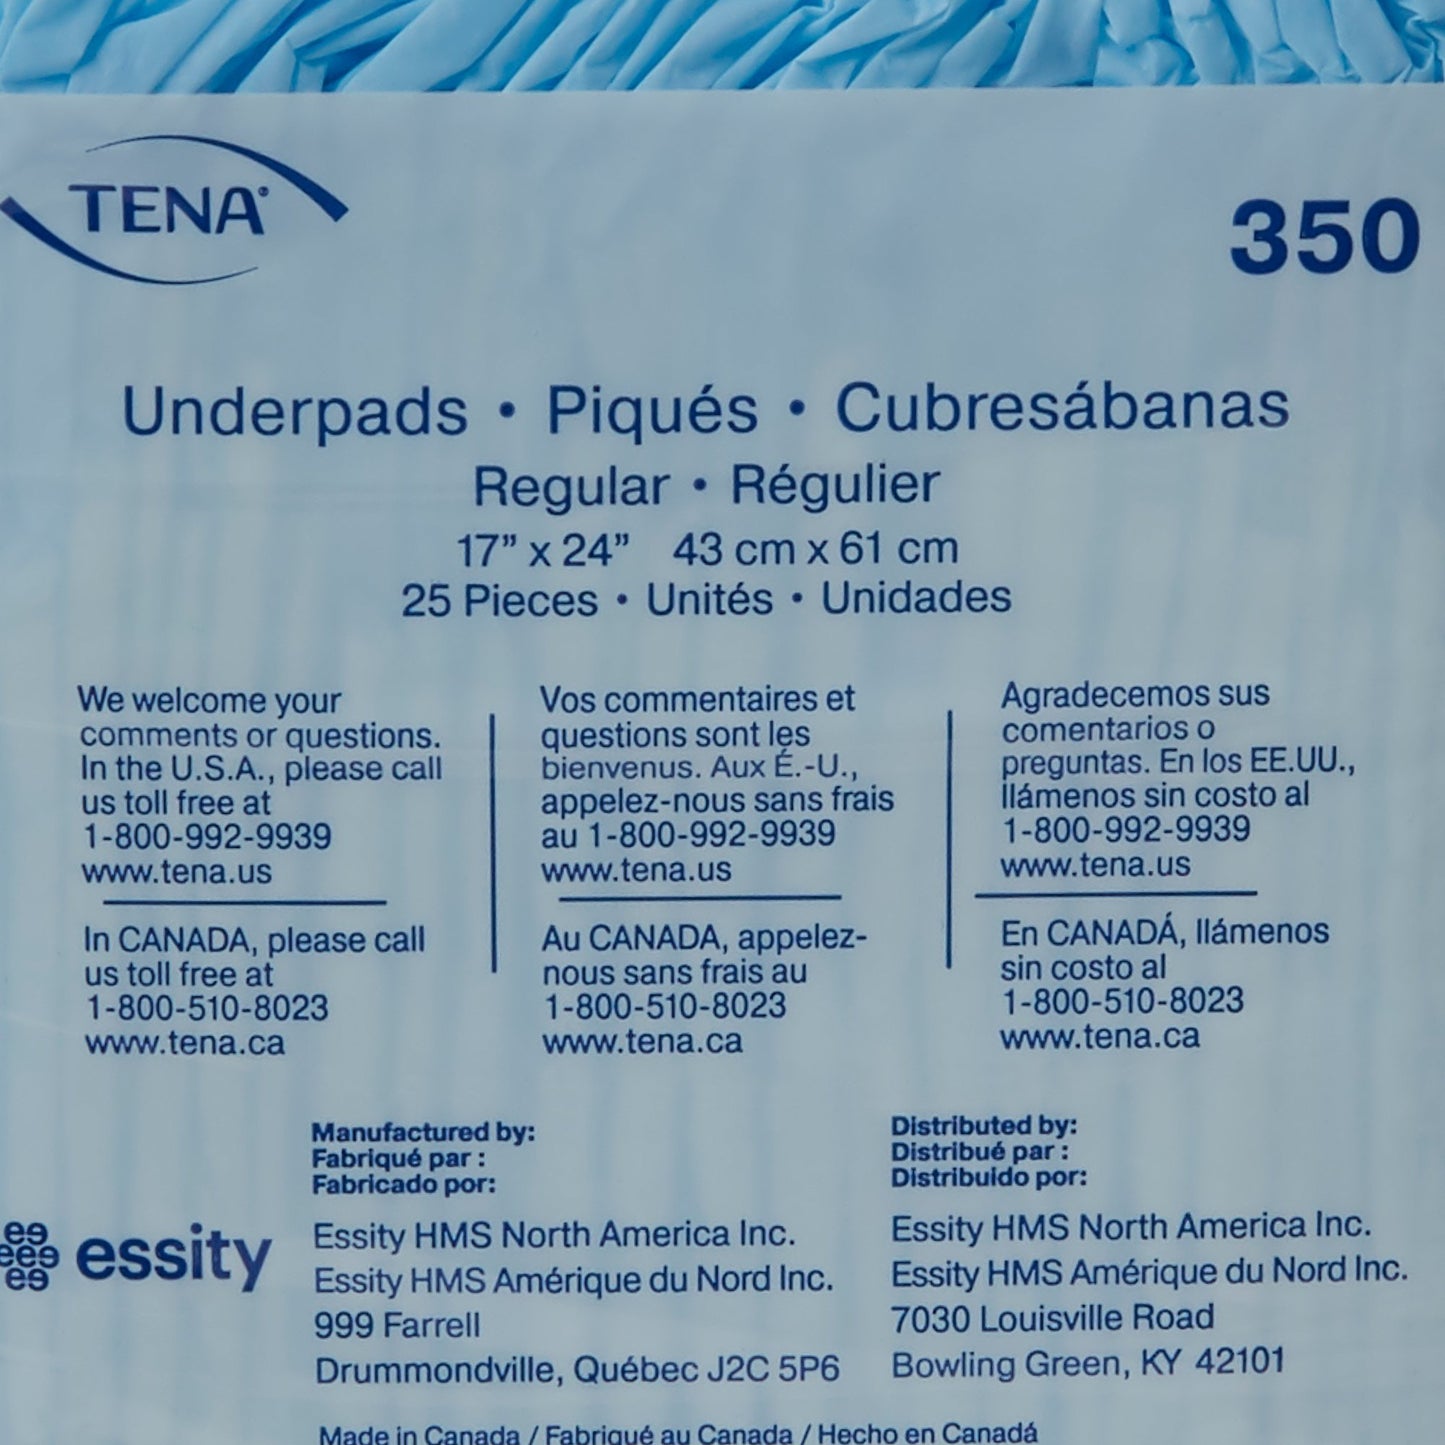 TENA®
350
Underpads • Piqués • Cubresábanas
Regular • Régulier
17” x 24” 43 cm x 61 cm
25 Pieces • Unités • Unidades
We welcome your
comments or questions.
In the U.S.A., please call
us toll free at
1-800-992-9939
www.tena.us
In CANADA, please call
us toll free at
1-800-510-8023
www.tena.ca
Vos commentaires et
questions sont les
bienvenus. Aux É.-U.,
appelez-nous sans frais
au 1-800-992-9939
www.tena.us
Au CANADA, appelez-
nous sans frais au
1-800-510-8023
www.tena.ca
Agradecemos sus
comentarios o
preguntas. En los EE.UU.,
llámenos sin costo al
1-800-992-9939
www.tena.us
En CANADÁ, llámenos
sin costo al
1-800-510-8023
www.tena.ca
essity
Manufactured by:
Fabriqué par :
Fabricado por:
Essity HMS North America Inc.
Essity HMS Amérique du Nord Inc.
999 Farrell
Drummondville, Québec J2C 5P6
Distributed by:
Distribué par :
Distribuido por:
Essity HMS North America Inc.
Essity HMS Amérique du Nord Inc.
7030 Louisville Road
Bowling Green, KY 42101
Made in Canada / Fabriqué au Canada / Hecho en Canadá